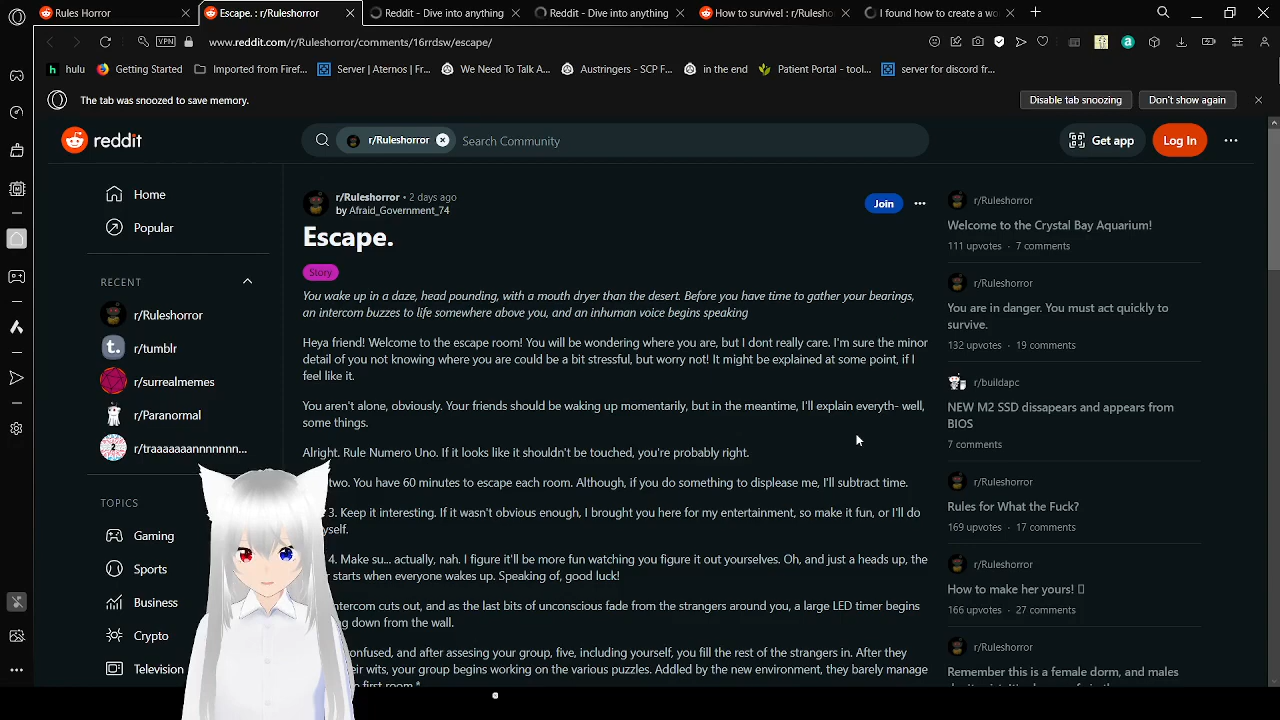 Rules Horror
Escape. : r/Ruleshorror
Reddit - Dive into anything
Reddit - Dive into anything
How to survivel : r/Rulesho
I found how to create a wo
VPN
www.reddit.com/r/Ruleshorror/comments/16rrdsw/escape/
hulu
Getting Started
Imported from Firef...
Server | Aternos | Fr...
We Need To Talk A...
Austringers - SCP F...
in the end
Patient Portal - tool...
server for discord fr...
The tab was snoozed to save memory.
Disable tab snoozing
Don't show again
reddit
r/Ruleshorror
Search Community
Get app
Log In
Home
Popular
RECENT
r/Ruleshorror
r/tumblr
r/surrealmemes
r/Paranormal
r/traaaaaaannnnnnn...
TOPICS
Gaming
Sports
Business
Crypto
Television
r/Ruleshorror • 2 days ago
by Afraid_Government_74
Join
Escape.
Story
You wake up in a daze, head pounding, with a mouth dryer than the desert. Before you have time to gather your bearings,
an intercom buzzes to life somewhere above you, and an inhuman voice begins speaking
Heya friend! Welcome to the escape room! You will be wondering where you are, but I dont really care. I'm sure the minor
detail of you not knowing where you are could be a bit stressful, but worry not! It might be explained at some point, if I
feel like it.
You aren't alone, obviously. Your friends should be waking up momentarily, but in the meantime, I'll explain everyth- well,
some things.
Alright. Rule Numero Uno. If it looks like it shouldn't be touched, you're probably right.
two. You have 60 minutes to escape each room. Although, if you do something to displease me, I'll subtract time.
3. Keep it interesting. If it wasn't obvious enough, I brought you here for my entertainment, so make it fun, or I'll do
yself.
4. Make su... actually, nah. I figure it'll be more fun watching you figure it out yourselves. Oh, and just a heads up, the
starts when everyone wakes up. Speaking of, good luck!
ntercom cuts out, and as the last bits of unconscious fade from the strangers around you, a large LED timer begins
g down from the wall.
onfused, and after assesing your group, five, including yourself, you fill the rest of the strangers in. After they
eir wits, your group begins working on the various puzzles. Addled by the new environment, they barely manage
first room.*
r/Ruleshorror
Welcome to the Crystal Bay Aquarium!
111 upvotes • 7 comments
r/Ruleshorror
You are in danger. You must act quickly to
survive.
132 upvotes • 19 comments
r/buildapc
NEW M2 SSD dissapears and appears from
BIOS
7 comments
r/Ruleshorror
Rules for What the Fuck?
169 upvotes • 17 comments
r/Ruleshorror
How to make her yours!
166 upvotes • 27 comments
r/Ruleshorror
Remember this is a female dorm, and males